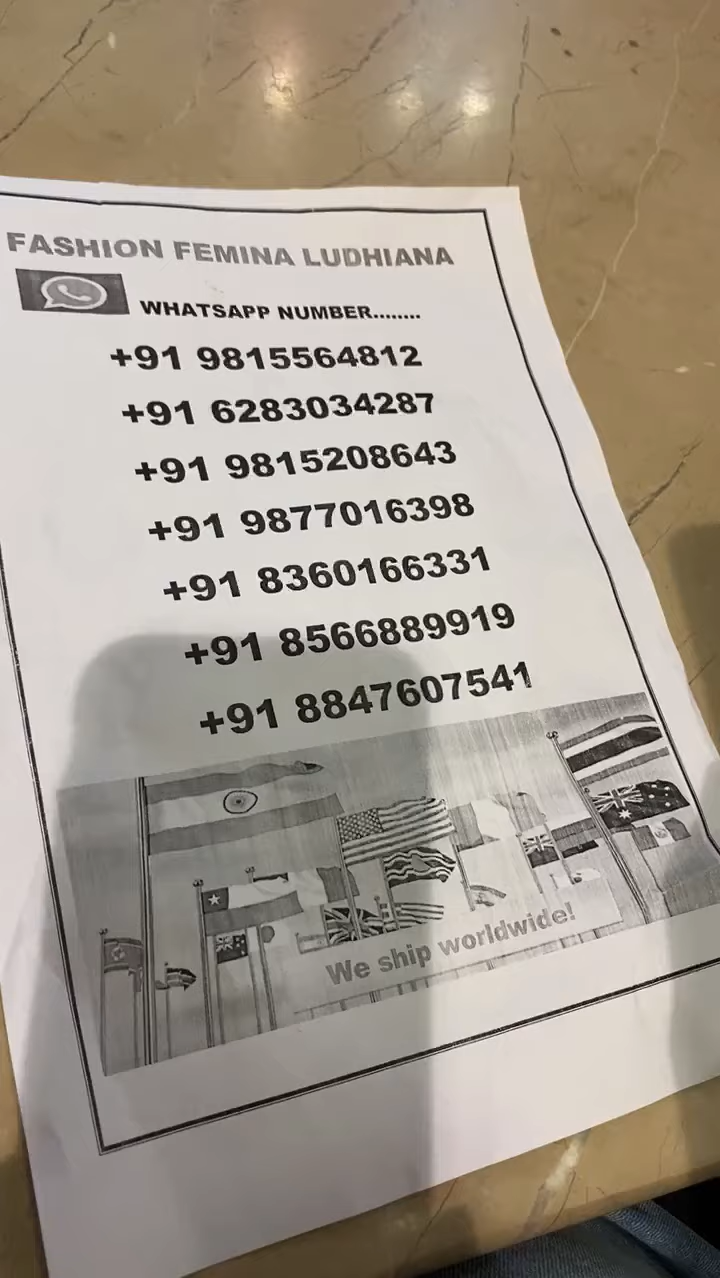 FASHION FEMINA LUDHIANA
WHATSAPP NUMBER........
+91 9815564812
+91 6283034287
+91 9815208643
+91 9877016398
+91 8360166331
+91 8566889919
+91 8847607541
We ship worldwide!